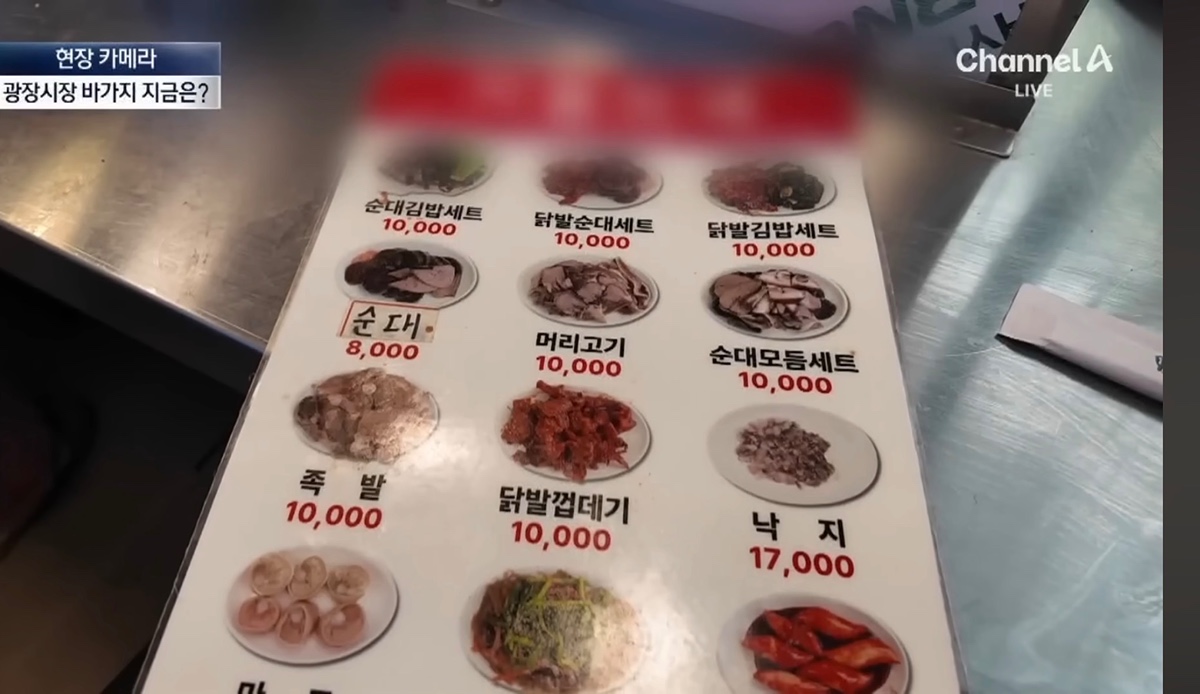 현장 카메라
광장시장 바가지 지금은?
Channel A
LIVE
순대김밥세트 닭발순대세트 닭발김밥세트
10,000 10,000 10,000
순대 머리고기 순대모듬세트
8,000 10,000 10,000
족 발 닭발껍데기 낙 지
10,000 10,000 17,000